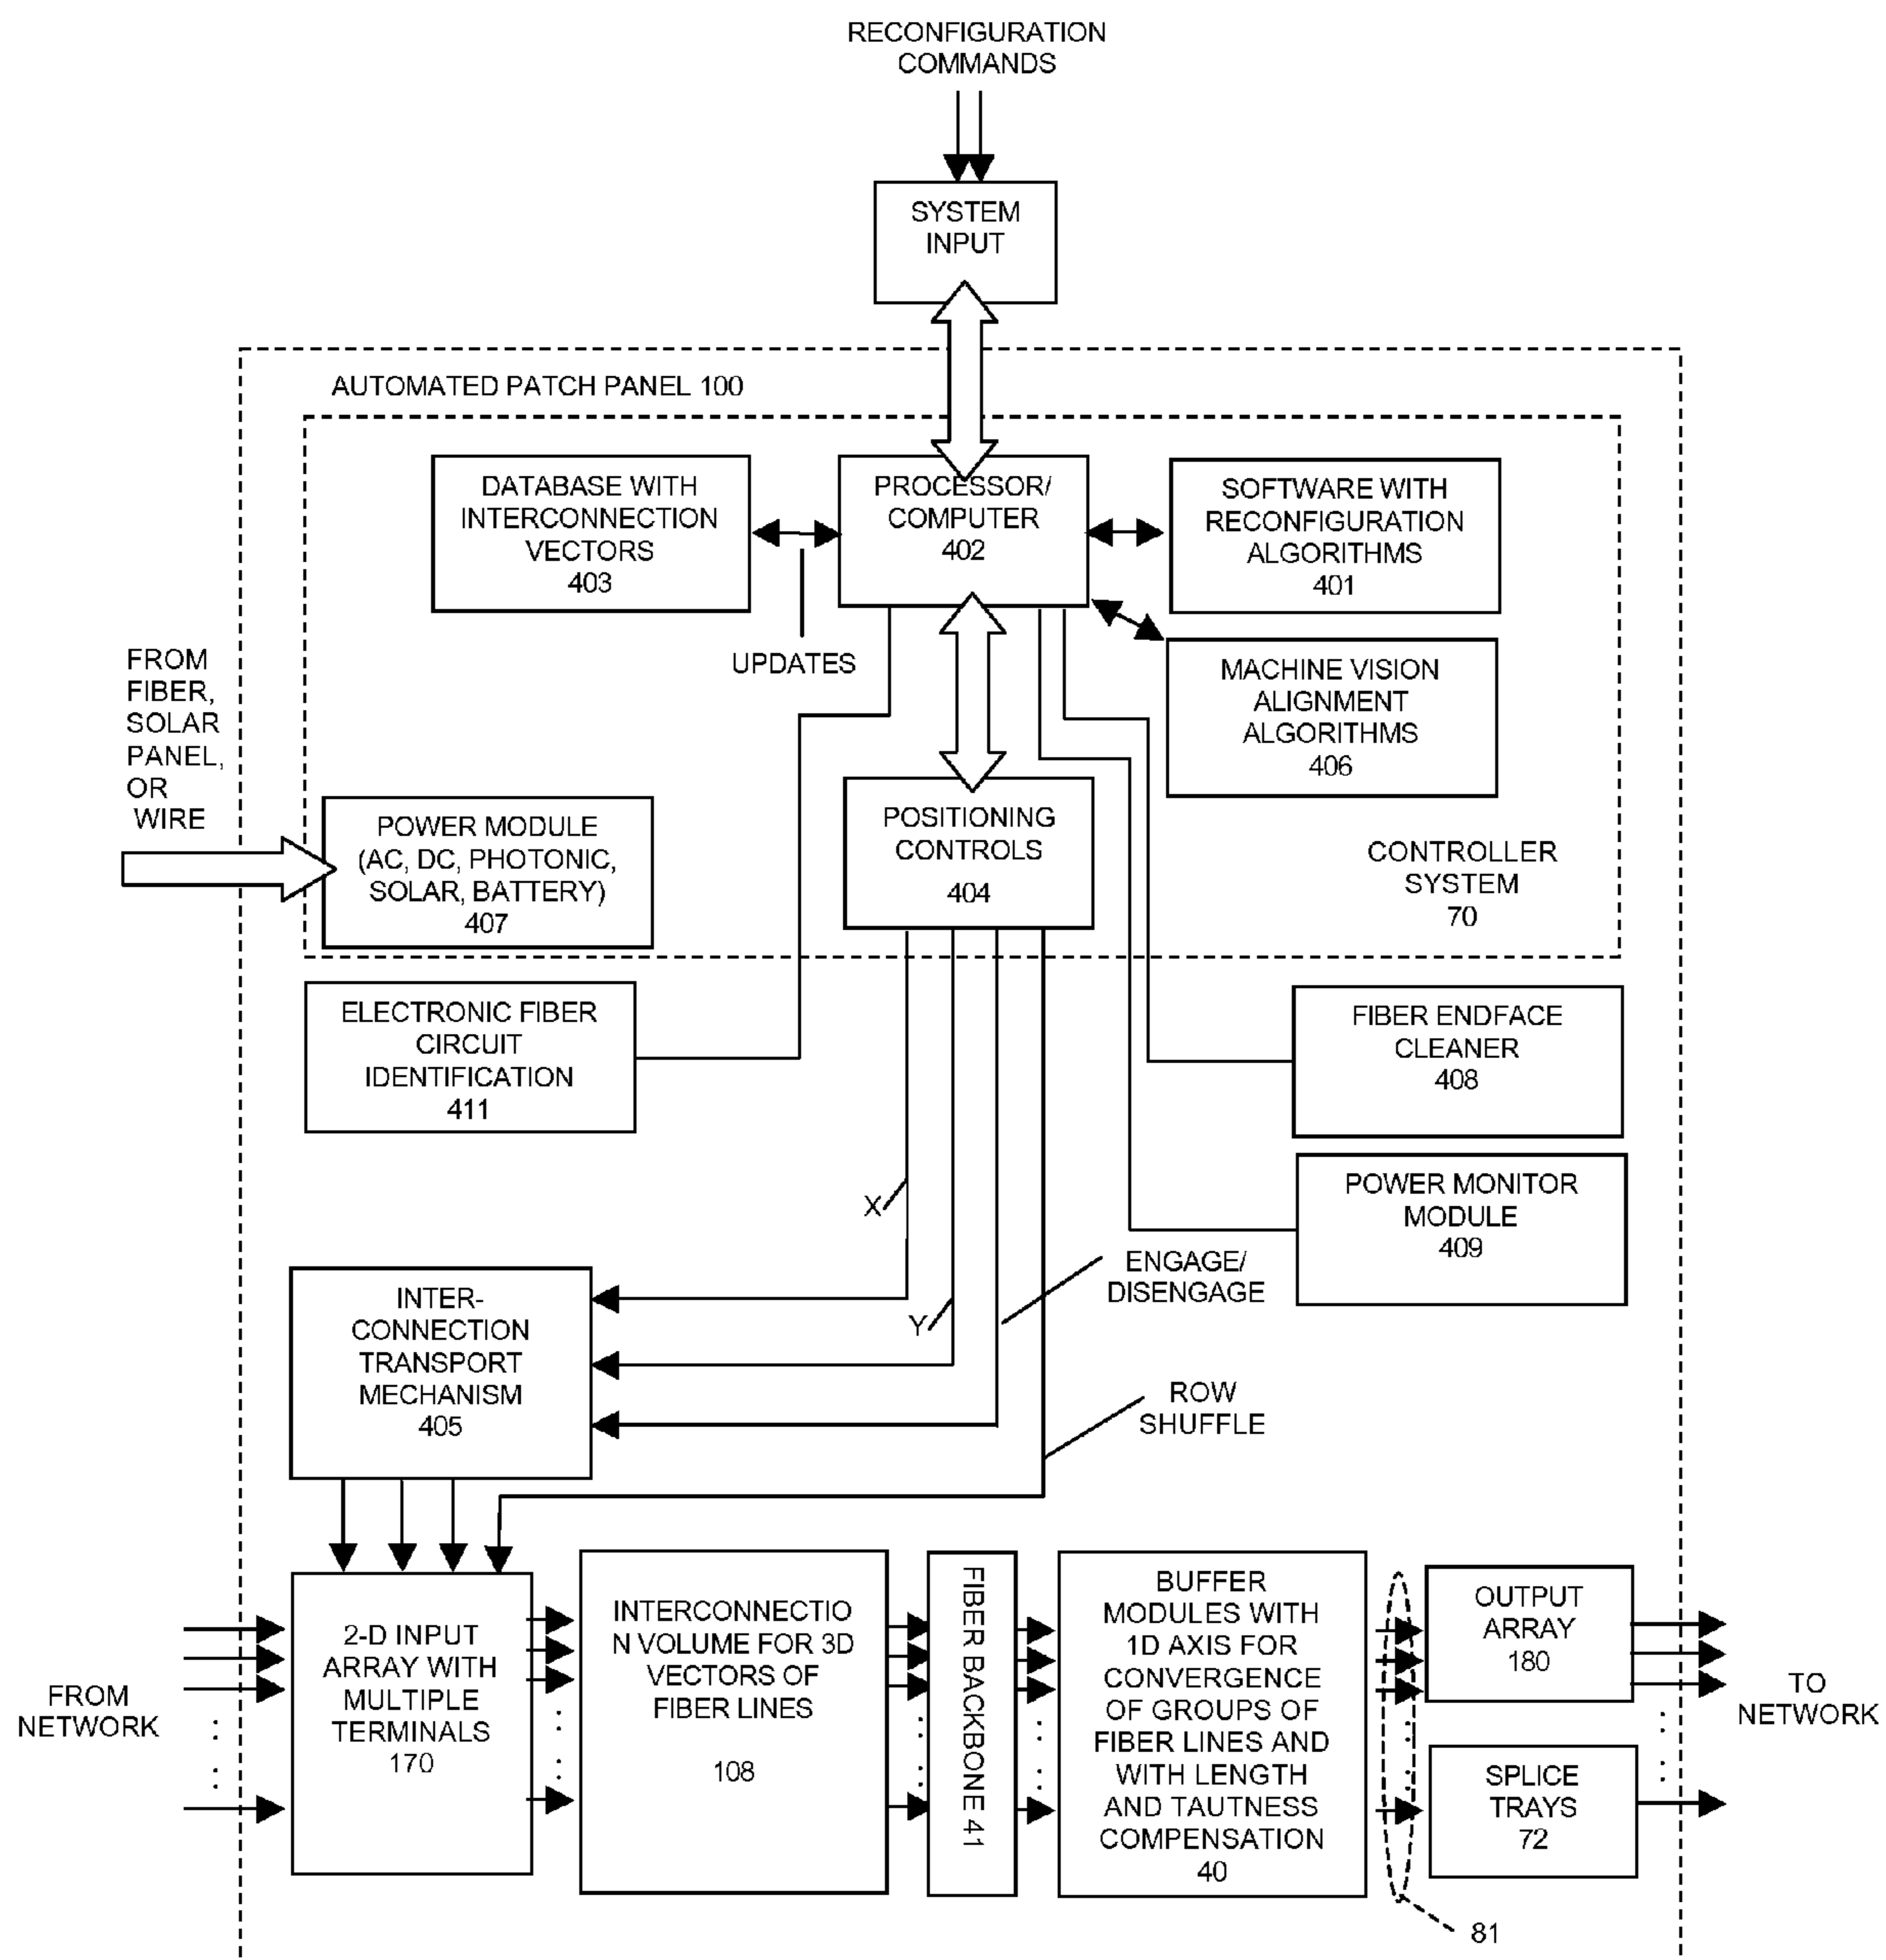 RECONFIGURATION
COMMANDS
SYSTEM
INPUT
AUTOMATED PATCH PANEL 100
DATABASE WITH
INTERCONNECTION
VECTORS
403
PROCESSOR/
COMPUTER
402
SOFTWARE WITH
RECONFIGURATION
ALGORITHMS
401
UPDATES
MACHINE VISION
ALIGNMENT
ALGORITHMS
406
FROM
FIBER,
SOLAR
PANEL,
OR
WIRE
POWER MODULE
(AC, DC, PHOTONIC,
SOLAR, BATTERY)
407
POSITIONING
CONTROLS
404
CONTROLLER
SYSTEM
70
ELECTRONIC FIBER
CIRCUIT
IDENTIFICATION
411
FIBER ENDFACE
CLEANER
408
POWER MONITOR
MODULE
409
X
Y
ENGAGE/
DISENGAGE
ROW
SHUFFLE
INTER-
CONNECTION
TRANSPORT
MECHANISM
405
FROM
NETWORK
2-D INPUT
ARRAY WITH
MULTIPLE
TERMINALS
170
INTERCONNECTIO
N VOLUME FOR 3D
VECTORS OF
FIBER LINES
108
FIBER BACKBONE 41
BUFFER
MODULES WITH
1D AXIS FOR
CONVERGENCE
OF GROUPS OF
FIBER LINES AND
WITH LENGTH
AND TAUTNESS
COMPENSATION
40
OUTPUT
ARRAY
180
SPLICE
TRAYS
72
TO
NETWORK
81